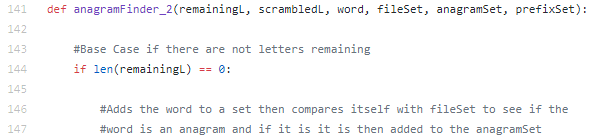 141 def anagramFinder_2(remainingL, scrambledL, word, fileSet, anagramSet, prefixSet):
142
143 #Base Case if there are not letters remaining
144 if len(remainingL) == 0:
145
146 #Adds the word to a set then compares itself with fileSet to see if the
147 #word is an anagram and if it is it is then added to the anagramSet